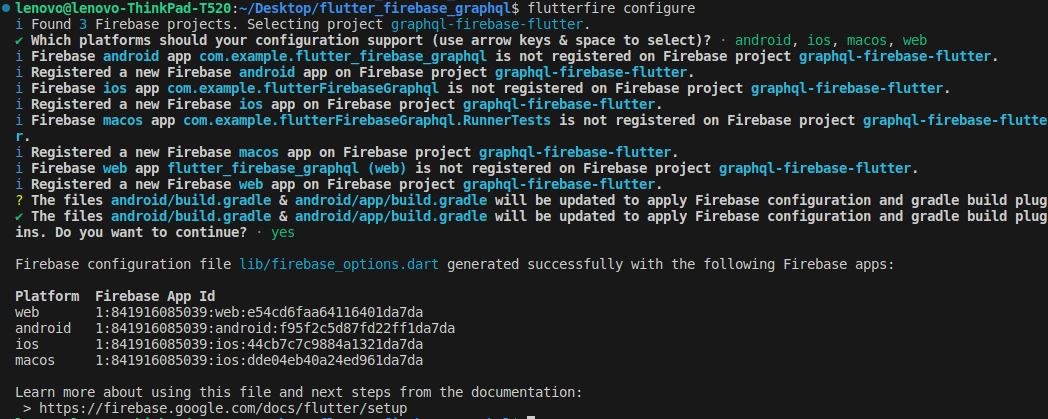 lenovo@lenovo-ThinkPad-T520:~/Desktop/flutter_firebase_graphql$ flutterfire configure
i Found 3 Firebase projects. Selecting project graphql-firebase-flutter.
✔ Which platforms should your configuration support (use arrow keys & space to select)? · android, ios, macos, web
i Firebase android app com.example.flutter_firebase_graphql is not registered on Firebase project graphql-firebase-flutter.
i Registered a new Firebase android app on Firebase project graphql-firebase-flutter.
i Firebase ios app com.example.flutterFirebaseGraphql is not registered on Firebase project graphql-firebase-flutter.
i Registered a new Firebase ios app on Firebase project graphql-firebase-flutter.
i Firebase macos app com.example.flutterFirebaseGraphql.RunnerTests is not registered on Firebase project graphql-firebase-flutte
r.
i Registered a new Firebase macos app on Firebase project graphql-firebase-flutter.
i Firebase web app flutter_firebase_graphql (web) is not registered on Firebase project graphql-firebase-flutter.
i Registered a new Firebase web app on Firebase project graphql-firebase-flutter.
? The files android/build.gradle & android/app/build.gradle will be updated to apply Firebase configuration and gradle build plug
✔ The files android/build.gradle & android/app/build.gradle will be updated to apply Firebase configuration and gradle build plug
ins. Do you want to continue? · yes
Firebase configuration file lib/firebase_options.dart generated successfully with the following Firebase apps:
Platform  Firebase App Id
web       1:841916085039:web:e54cd6faa64116401da7da
android   1:841916085039:android:f95f2c5d87fd22ff1da7da
ios       1:841916085039:ios:44cb7c7c9884a1321da7da
macos     1:841916085039:ios:dde04eb40a24ed961da7da
Learn more about using this file and next steps from the documentation:
 > https://firebase.google.com/docs/flutter/setup